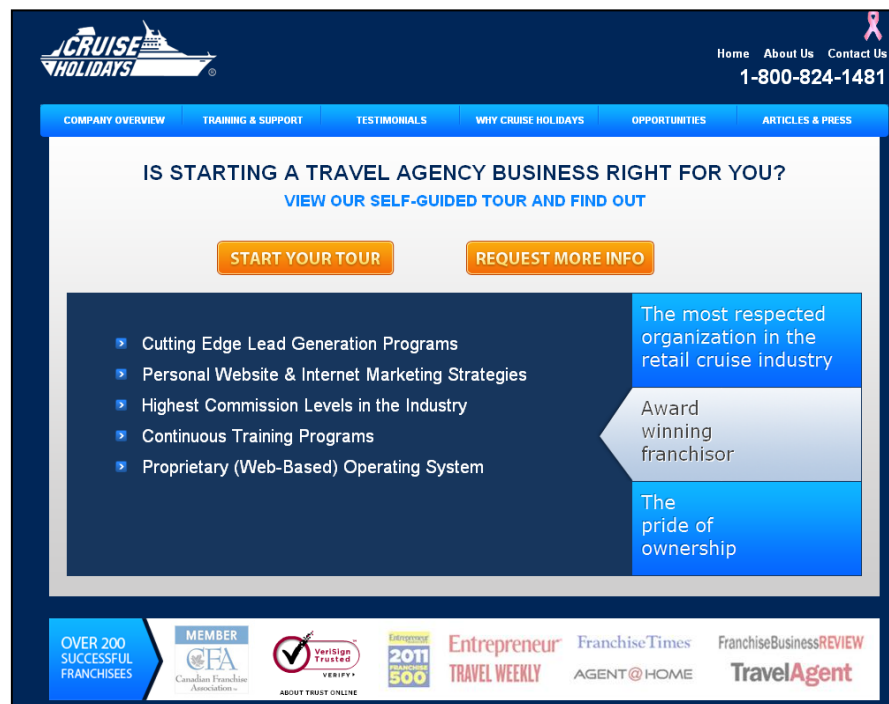 CRUISE
HOLIDAYS
®
Home About Us Contact Us
1-800-824-1481
COMPANY OVERVIEW TRAINING & SUPPORT TESTIMONIALS WHY CRUISE HOLIDAYS OPPORTUNITIES ARTICLES & PRESS
IS STARTING A TRAVEL AGENCY BUSINESS RIGHT FOR YOU?
VIEW OUR SELF-GUIDED TOUR AND FIND OUT
START YOUR TOUR REQUEST MORE INFO
Cutting Edge Lead Generation Programs
Personal Website & Internet Marketing Strategies
Highest Commission Levels in the Industry
Continuous Training Programs
Proprietary (Web-Based) Operating System
The most respected
organization in the
retail cruise industry
Award
winning
franchisor
The
pride of
ownership
OVER 200
SUCCESSFUL
FRANCHISEES
MEMBER
CFA
Canadian Franchise
Association
VeriSign
Trusted
VERIFY
ABOUT TRUST ONLINE
Entrepreneur
2011
FRANCHISE
500
Entrepreneur
TRAVEL WEEKLY
FranchiseTimes
AGENT@HOME
FranchiseBusinessREVIEW
TravelAgent